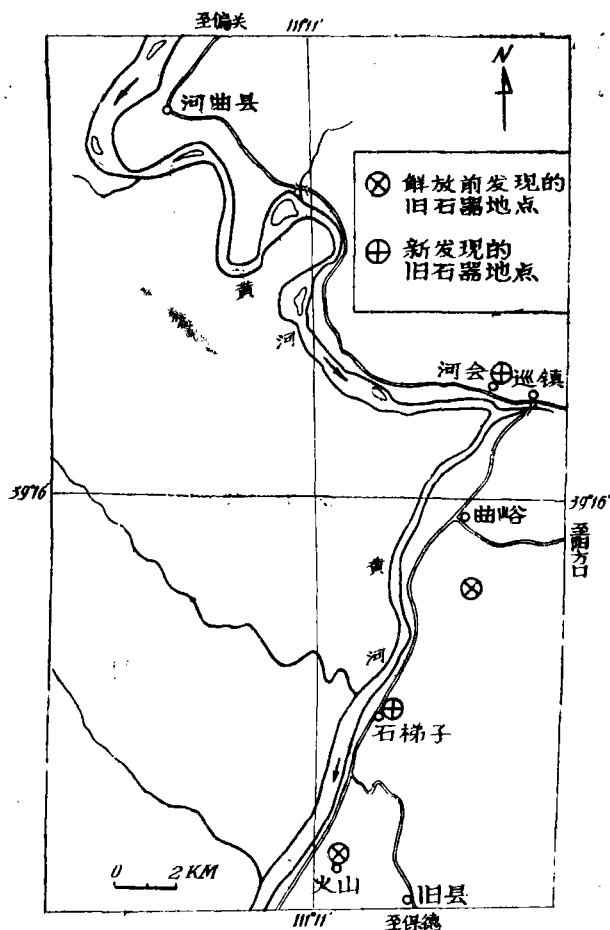 至偏关
111°11'
N
河曲县
鲜放前发现的
旧石器地点
新发现的
旧石器地点
黄
河
河会
巡镇
39°16
39°16'
曲峪
至阳方口
黄
河
石梯子
0 2 KM
火山
旧县
111°11'
至保德